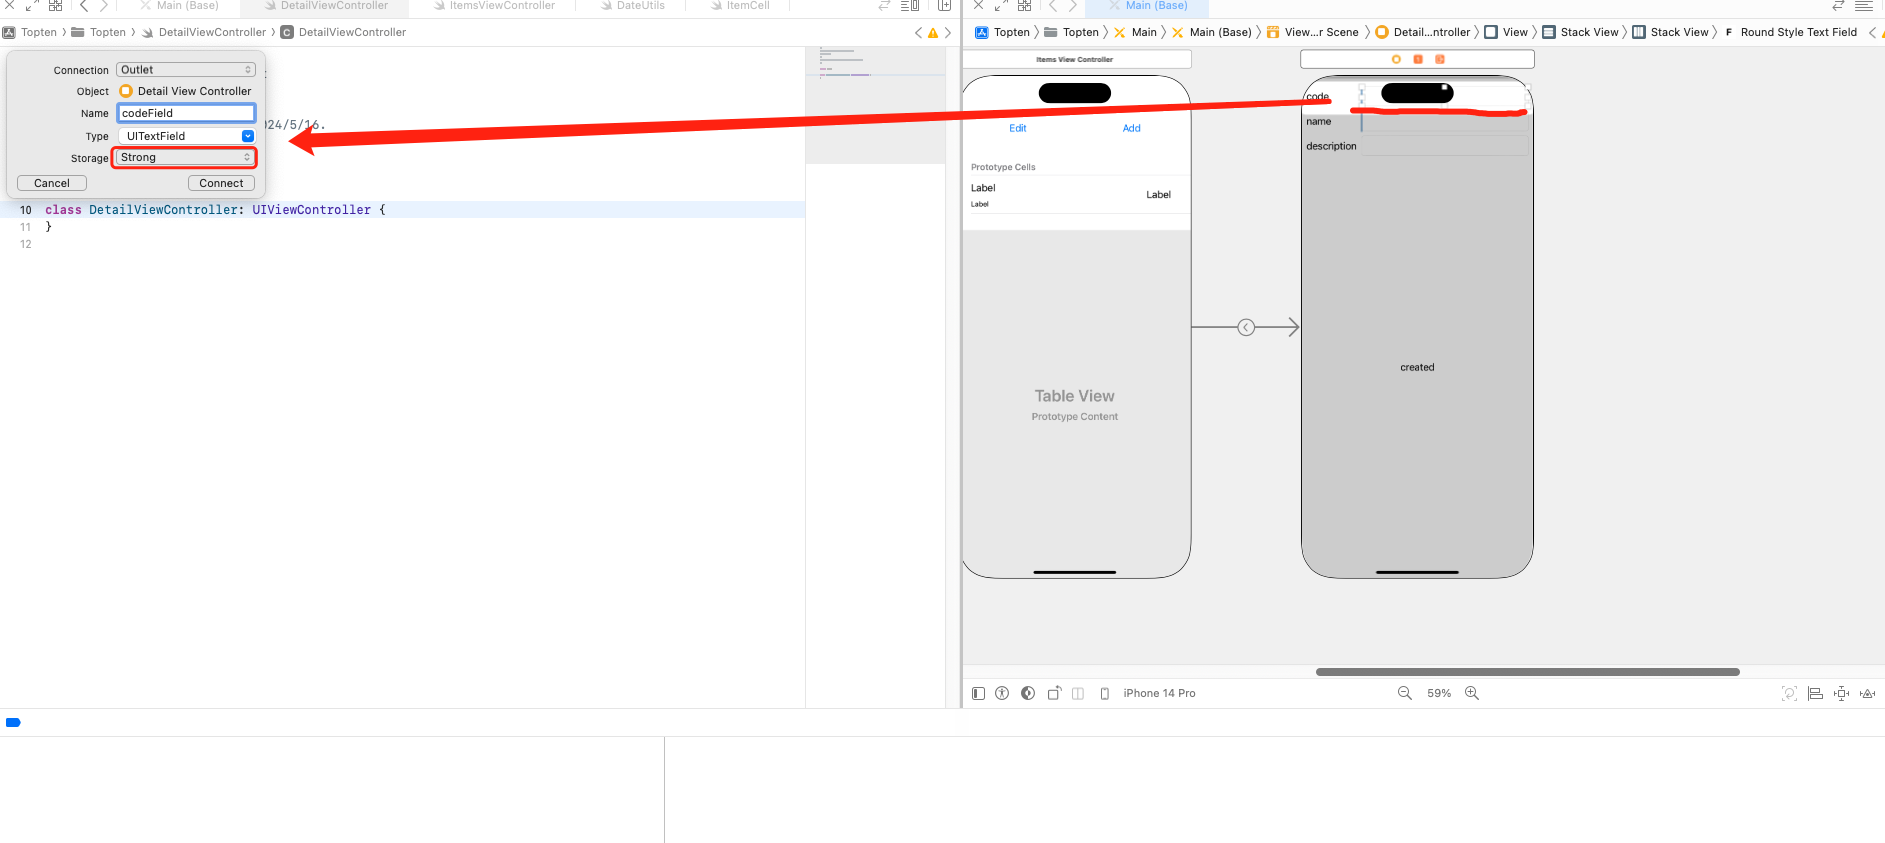 Main (Base)
DetailViewController
ItemsViewController
DateUtils
ItemCell
Main (Base)
Topten
Topten
DetailViewController
C DetailViewController
Topten
Topten
Main
Main (Base)
View...r Scene
Detail...ntroller
View
Stack View
Stack View
F Round Style Text Field
Connection Outlet
Object Detail View Controller
Name codeField
Type UITextField
Storage Strong
Cancel
Connect
24/5/16.
10 class DetailViewController: UIViewController {
11 }
12
Items View Controller
Edit
Add
Prototype Cells
Label
Label
Label
Table View
Prototype Content
code
name
description
created
iPhone 14 Pro
59%